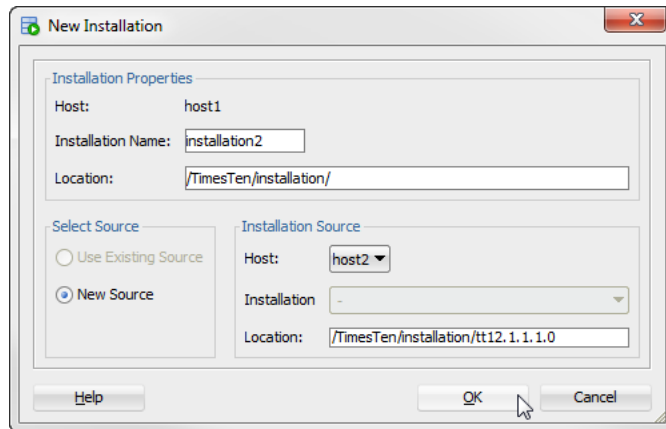 New Installation
Installation Properties
Host: host1
Installation Name: installation2
Location: /TimesTen/installation/
Select Source
Use Existing Source
New Source
Installation Source
Host: host2
Installation -
Location: /TimesTen/installation/tt12.1.1.1.0
Help OK Cancel